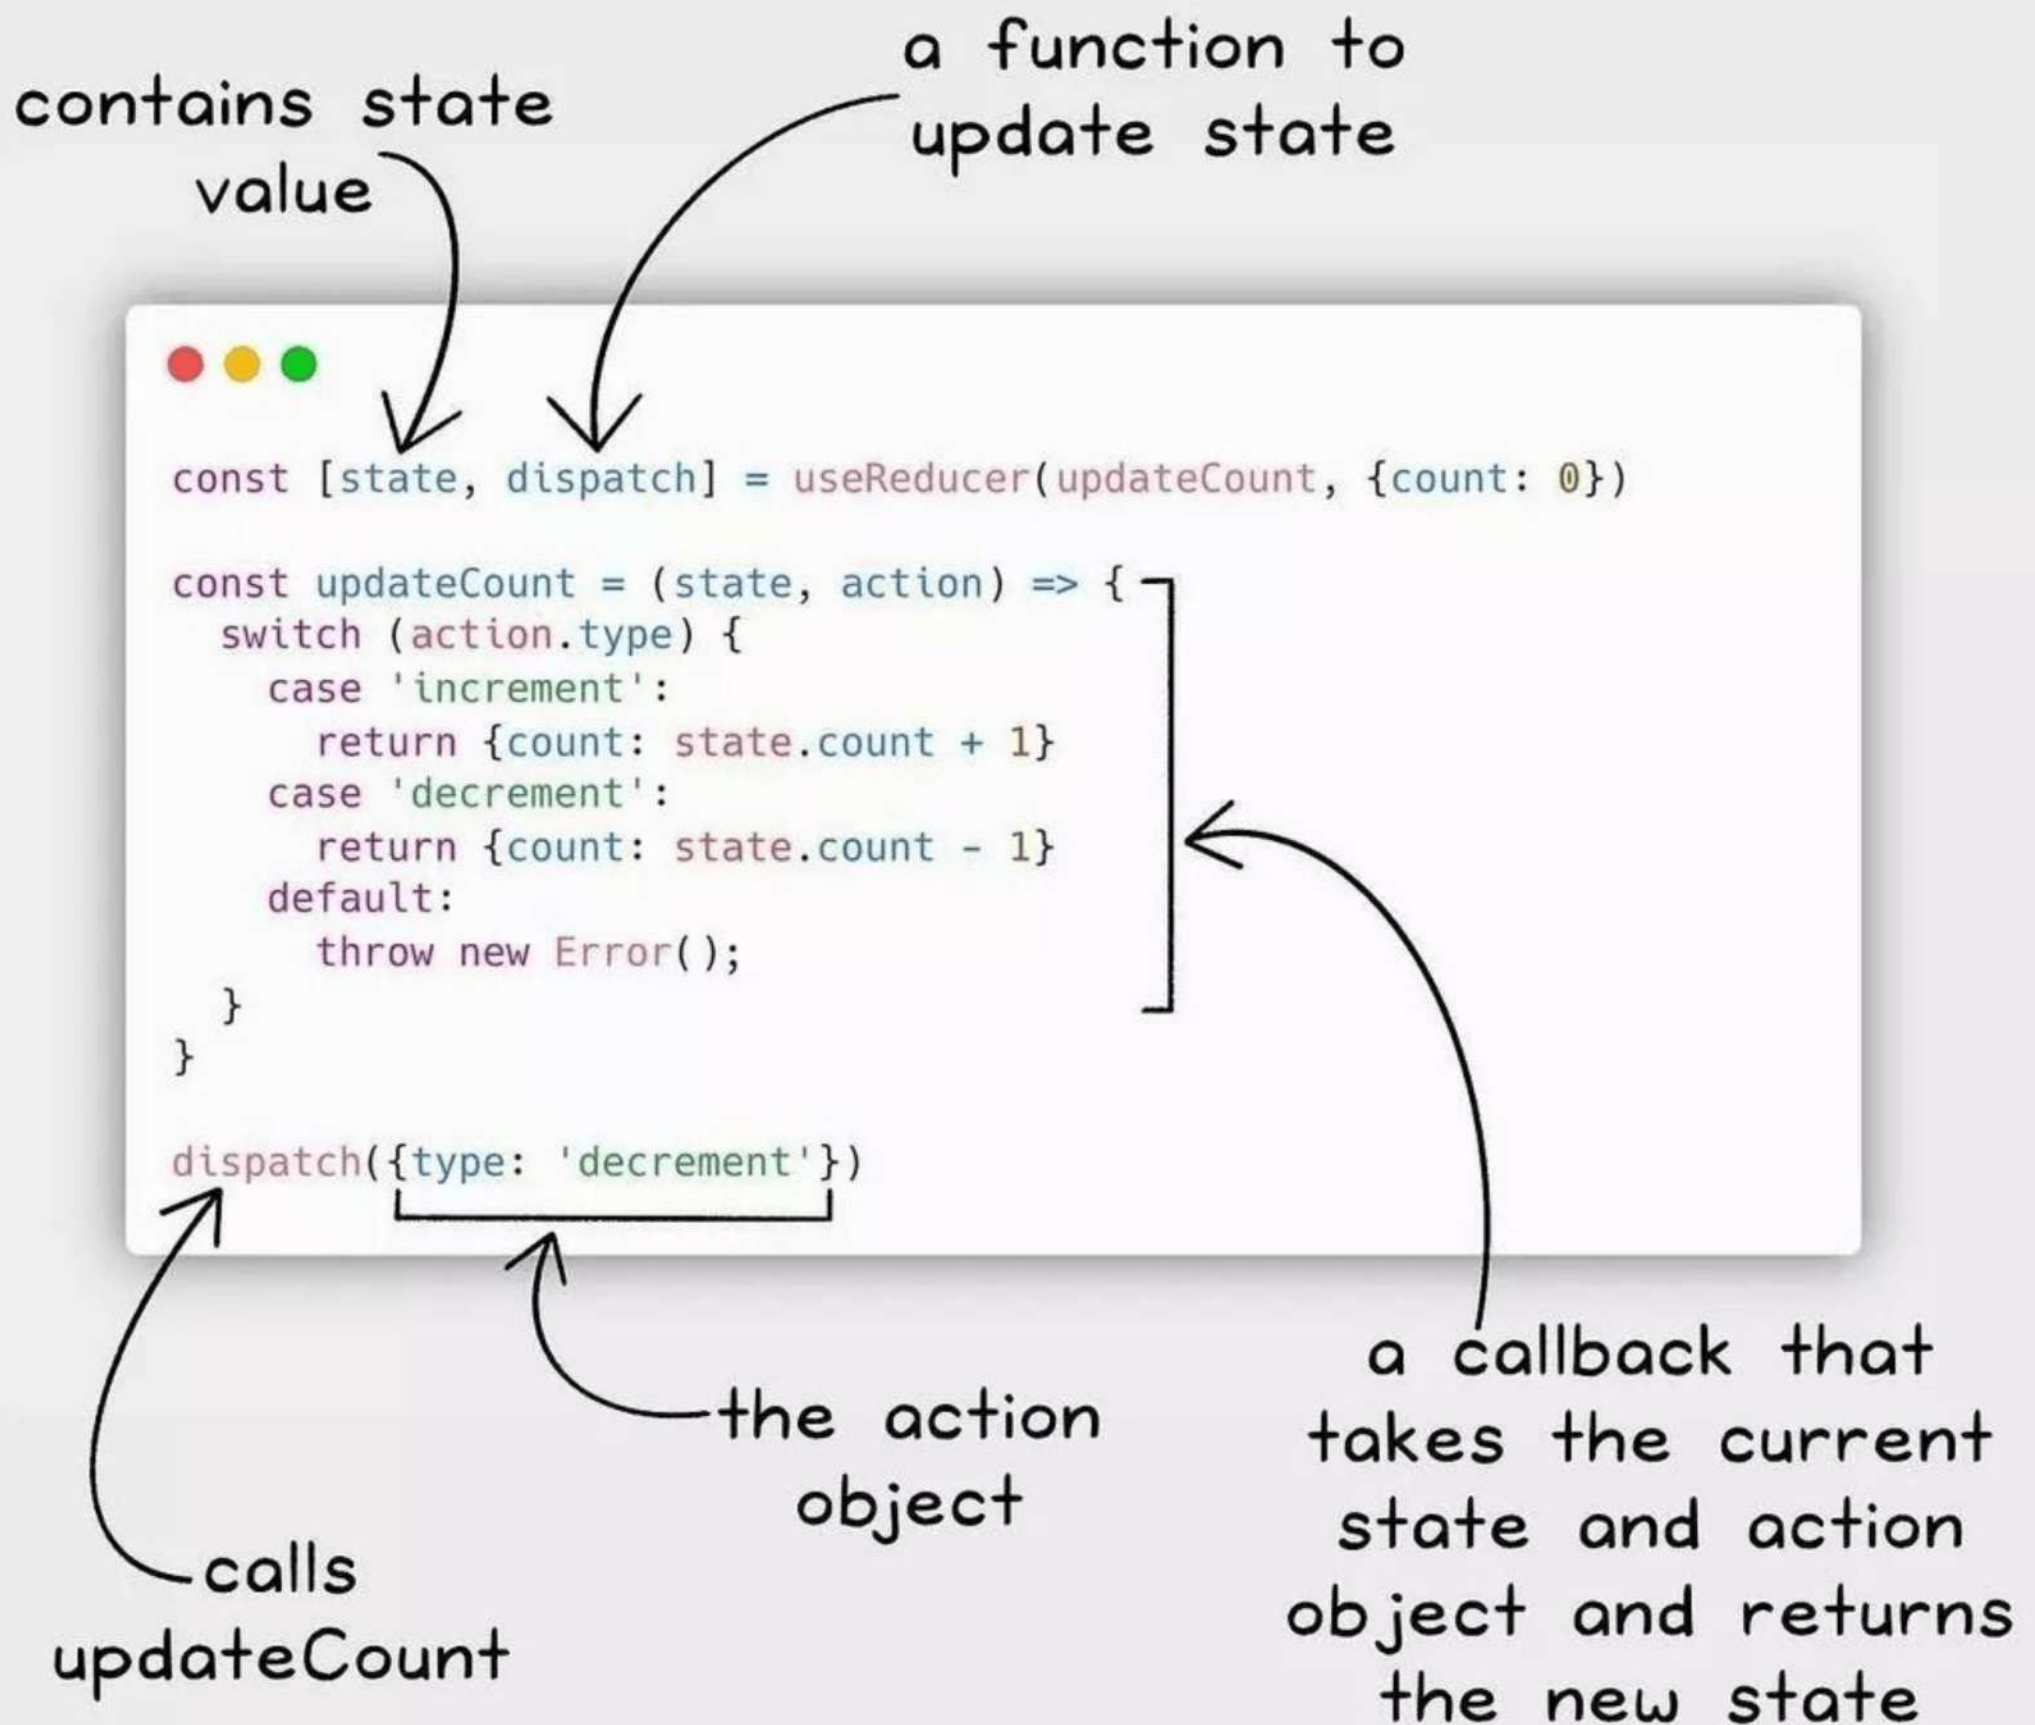 contains state
value
a function to
update state
const [state, dispatch] = useReducer(updateCount, {count: 0})
const updateCount = (state, action) => {
  switch (action.type) {
    case 'increment':
      return {count: state.count + 1}
    case 'decrement':
      return {count: state.count - 1}
    default:
      throw new Error();
  }
}
dispatch({type: 'decrement'})
the action
object
calls
updateCount
a callback that
takes the current
state and action
object and returns
the new state